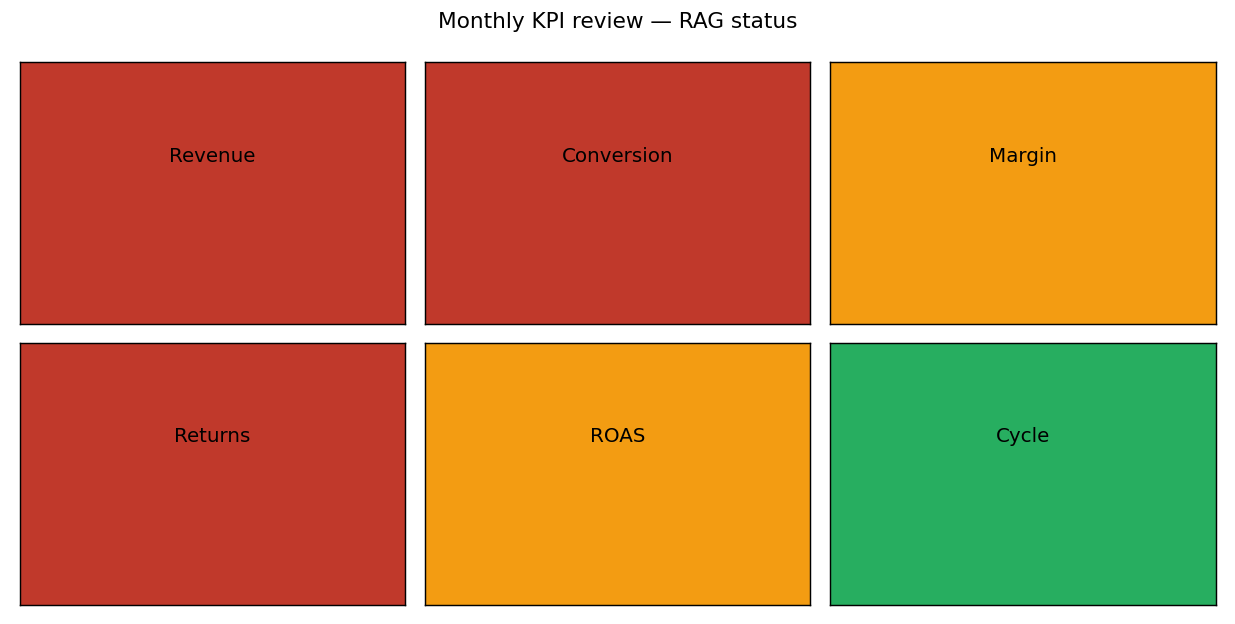 Monthly KPI review — RAG status
Revenue
Conversion
Margin
Returns
ROAS
Cycle